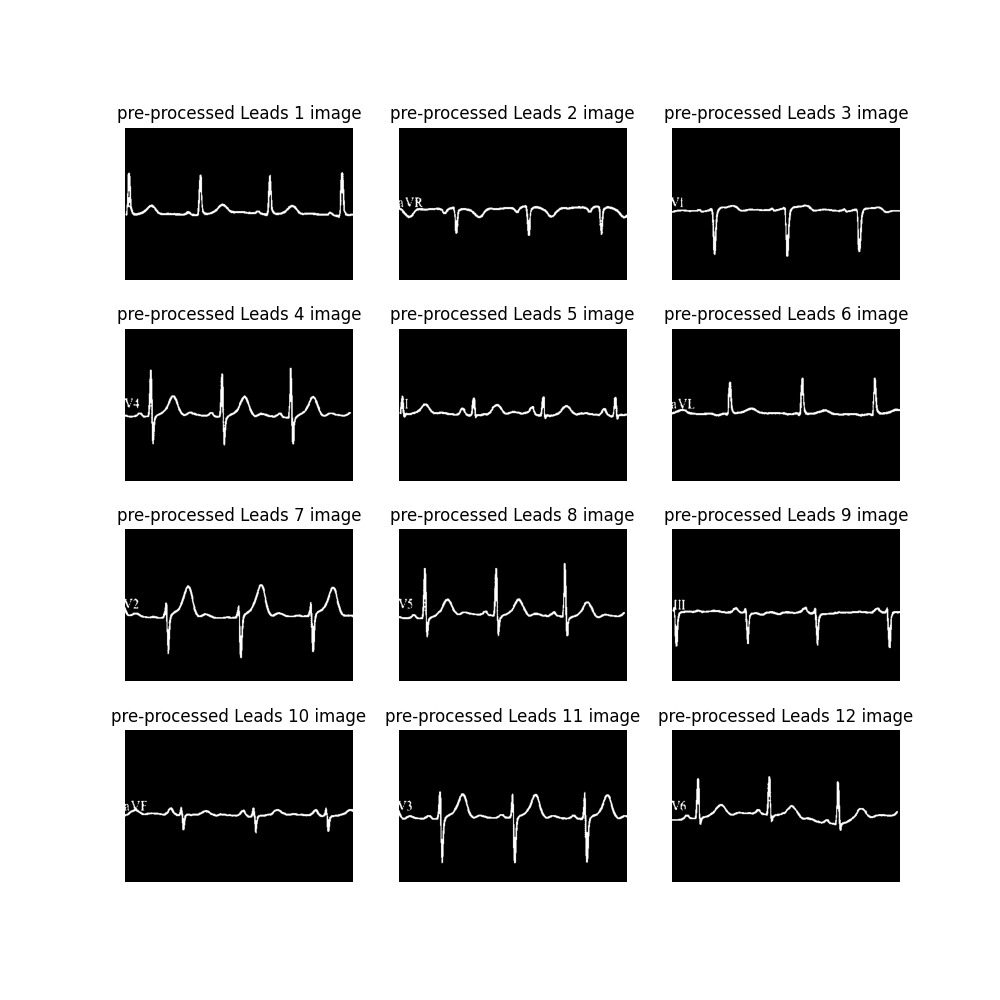 pre-processed Leads 1 image
pre-processed Leads 2 image
pre-processed Leads 3 image
aVR
V1
pre-processed Leads 4 image
pre-processed Leads 5 image
pre-processed Leads 6 image
V4
II
aVL
pre-processed Leads 7 image
pre-processed Leads 8 image
pre-processed Leads 9 image
V2
V5
III
pre-processed Leads 10 image
pre-processed Leads 11 image
pre-processed Leads 12 image
aVF
V3
V6